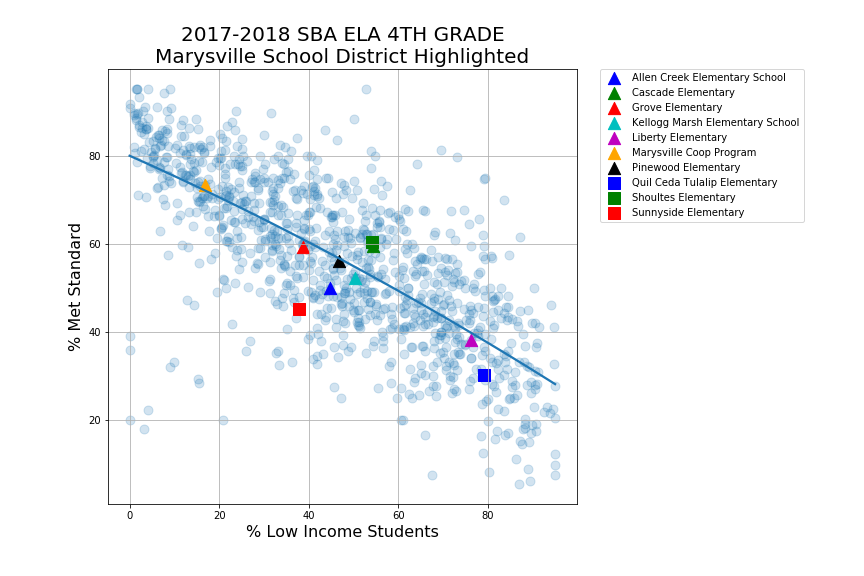 2017-2018 SBA ELA 4TH GRADE
Marysville School District Highlighted
Allen Creek Elementary School
Cascade Elementary
Grove Elementary
Kellogg Marsh Elementary School
Liberty Elementary
Marysville Coop Program
Pinewood Elementary
Quil Ceda Tulalip Elementary
Shoultes Elementary
Sunnyside Elementary
% Met Standard
80
60
40
20
0 20 40 60 80
% Low Income Students